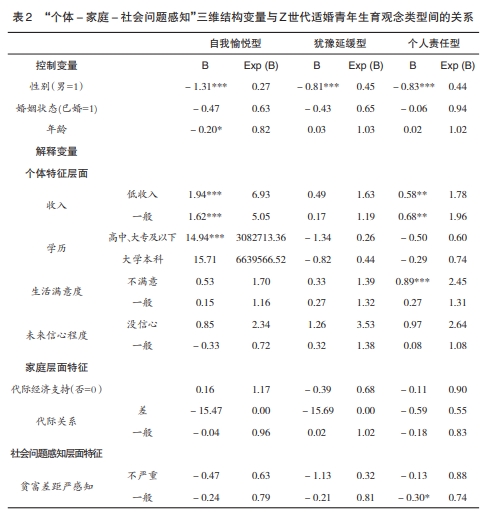 表2 “个体－家庭－社会问题感知”三维结构变量与Z世代适婚青年生育观念类型间的关系
自我愉悦型 犹豫延缓型 个人责任型
控制变量 B Exp (B) B Exp (B) B Exp (B)
性别(男=1) －1.31*** 0.27 －0.81*** 0.45 －0.83*** 0.44
婚姻状态(已婚=1) －0.47 0.63 －0.43 0.65 －0.06 0.94
年龄 －0.20* 0.82 0.03 1.03 0.02 1.02
解释变量
个体特征层面
收入 低收入 1.94*** 6.93 0.49 1.63 0.58** 1.78
一般 1.62*** 5.05 0.17 1.19 0.68** 1.96
学历 高中、大专及以下 14.94*** 3082713.36 －1.34 0.26 －0.50 0.60
大学本科 15.71 6639566.52 －0.82 0.44 －0.29 0.74
生活满意度 不满意 0.53 1.70 0.33 1.39 0.89*** 2.45
一般 0.15 1.16 0.27 1.32 0.27 1.31
未来信心程度 没信心 0.85 2.34 1.26 3.53 0.97 2.64
一般 －0.33 0.72 0.32 1.38 0.08 1.08
家庭层面特征
代际经济支持(否=0) 0.16 1.17 －0.39 0.68 －0.11 0.90
代际关系 差 －15.47 0.00 －15.69 0.00 －0.59 0.55
一般 －0.04 0.96 0.02 1.02 －0.18 0.83
社会问题感知层面特征
贫富差距严感知 不严重 －0.47 0.63 －1.13 0.32 －0.13 0.88
一般 －0.24 0.79 －0.21 0.81 －0.30* 0.74